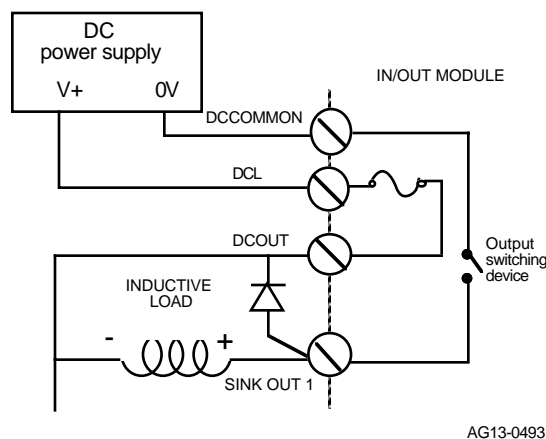 DC
power supply
V+ 0V
IN/OUT MODULE
DCCOMMON
DCL
DCOUT
Output
switching
device
INDUCTIVE
LOAD
- +
SINK OUT 1
AG13-0493